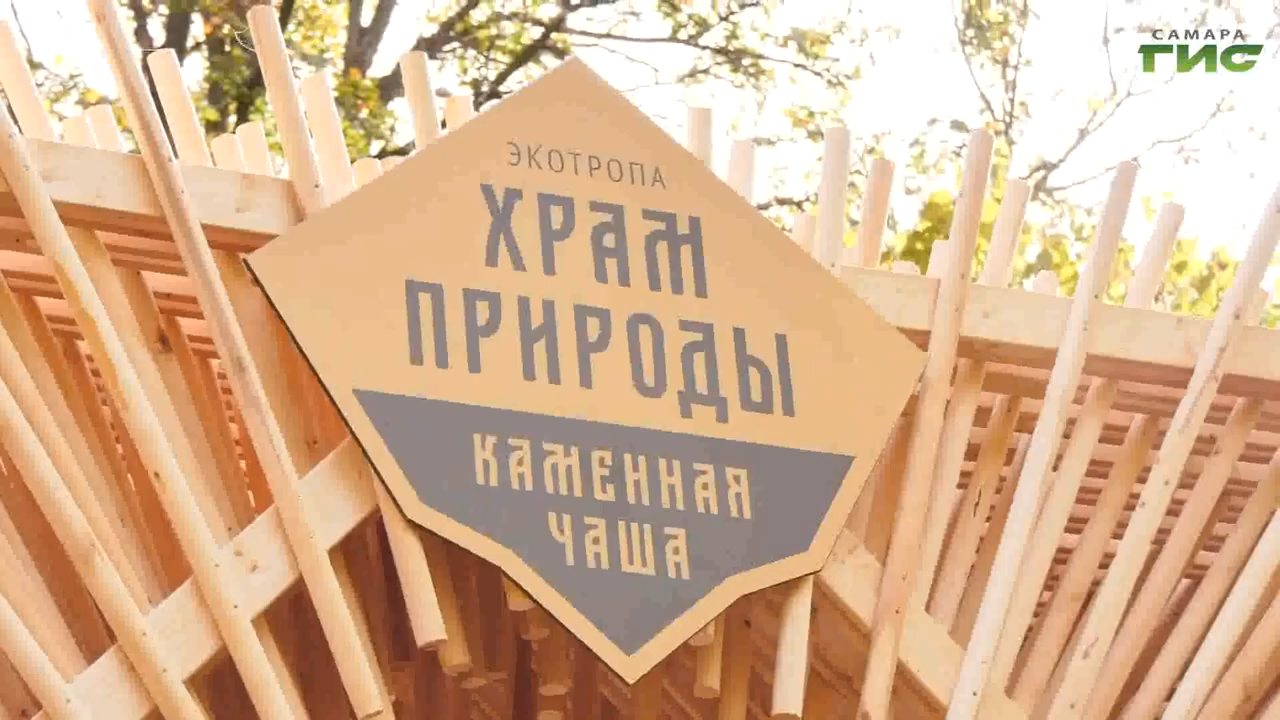 САМАРА
ГИС
ЭКОТРОПА
ХРАМ
ПРИРОДЫ
КАМЕННАЯ
ЧАША